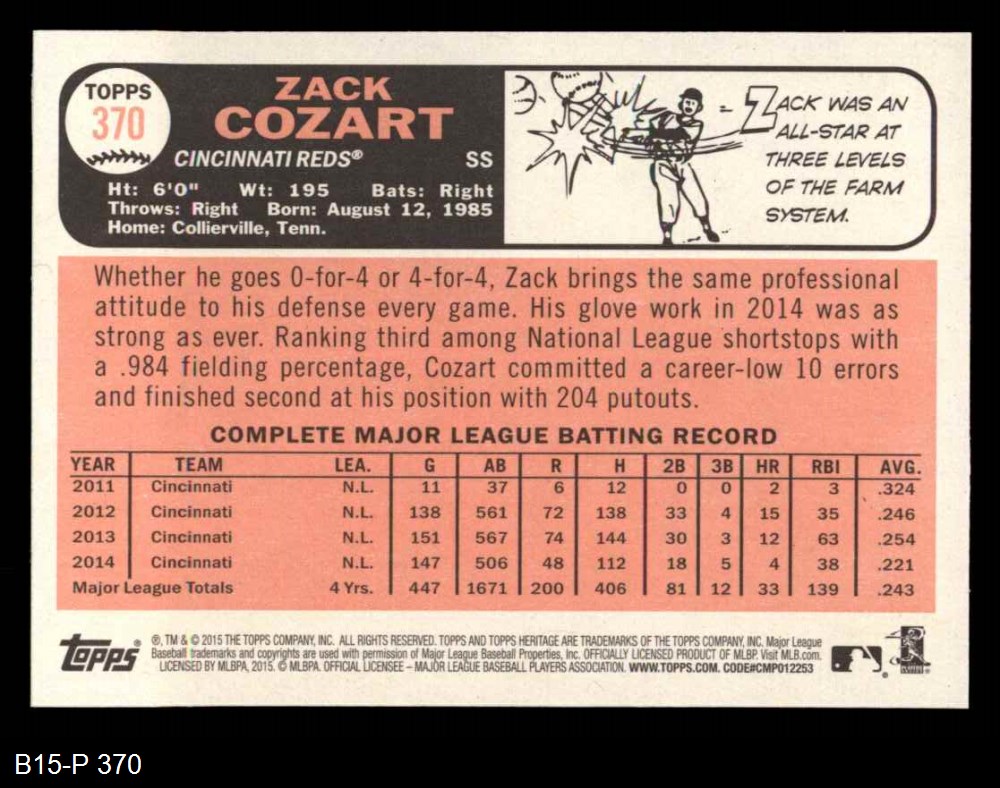 TOPPS
370
ZACK
COZART
CINCINNATI REDS® SS
Ht: 6'0" Wt: 195 Bats: Right
Throws: Right Born: August 12, 1985
Home: Collierville, Tenn.
ZACK WAS AN
ALL-STAR AT
THREE LEVELS
OF THE FARM
SYSTEM.
Whether he goes 0-for-4 or 4-for-4, Zack brings the same professional
attitude to his defense every game. His glove work in 2014 was as
strong as ever. Ranking third among National League shortstops with
a .984 fielding percentage, Cozart committed a career-low 10 errors
and finished second at his position with 204 putouts.
COMPLETE MAJOR LEAGUE BATTING RECORD
YEAR TEAM LEA. G AB R H 2B 3B HR RBI AVG.
2011 Cincinnati N.L. 11 37 6 12 0 0 2 3 .324
2012 Cincinnati N.L. 138 561 72 138 33 4 15 35 .246
2013 Cincinnati N.L. 151 567 74 144 30 3 12 63 .254
2014 Cincinnati N.L. 147 506 48 112 18 5 4 38 .221
Major League Totals 4 Yrs. 447 1671 200 406 81 12 33 139 .243
Topps®
®, TM & © 2015 THE TOPPS COMPANY, INC. ALL RIGHTS RESERVED. TOPPS AND TOPPS HERITAGE ARE TRADEMARKS OF THE TOPPS COMPANY, INC. Major League
Baseball trademarks and copyrights are used with permission of Major League Baseball Properties, Inc. OFFICIALLY LICENSED PRODUCT OF MLBP. Visit MLB.com.
LICENSED BY MLBPA, 2015. © MLBPA. OFFICIAL LICENSEE – MAJOR LEAGUE BASEBALL PLAYERS ASSOCIATION. WWW.TOPPS.COM. CODE#CMP012253
B15-P 370